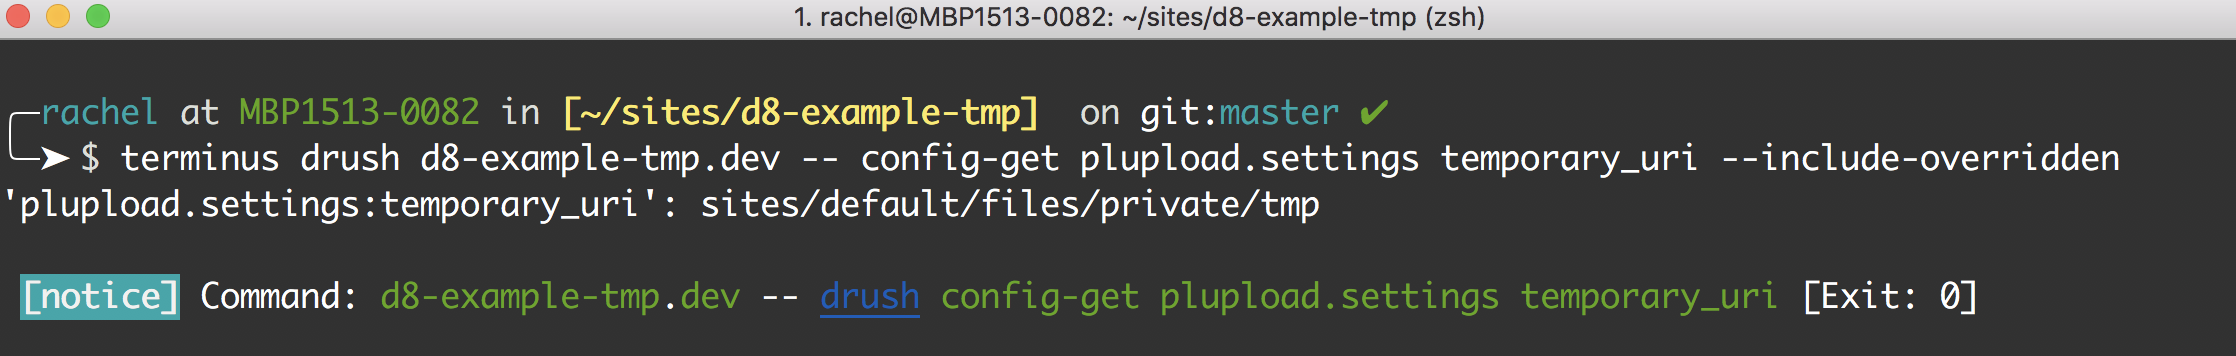 1. rachel@MBP1513-0082: ~/sites/d8-example-tmp (zsh)
╭─rachel at MBP1513-0082 in [~/sites/d8-example-tmp]  on git:master ✔
╰─➤ $ terminus drush d8-example-tmp.dev -- config-get plupload.settings temporary_uri --include-overridden
'plupload.settings:temporary_uri': sites/default/files/private/tmp
[notice] Command: d8-example-tmp.dev -- drush config-get plupload.settings temporary_uri [Exit: 0]